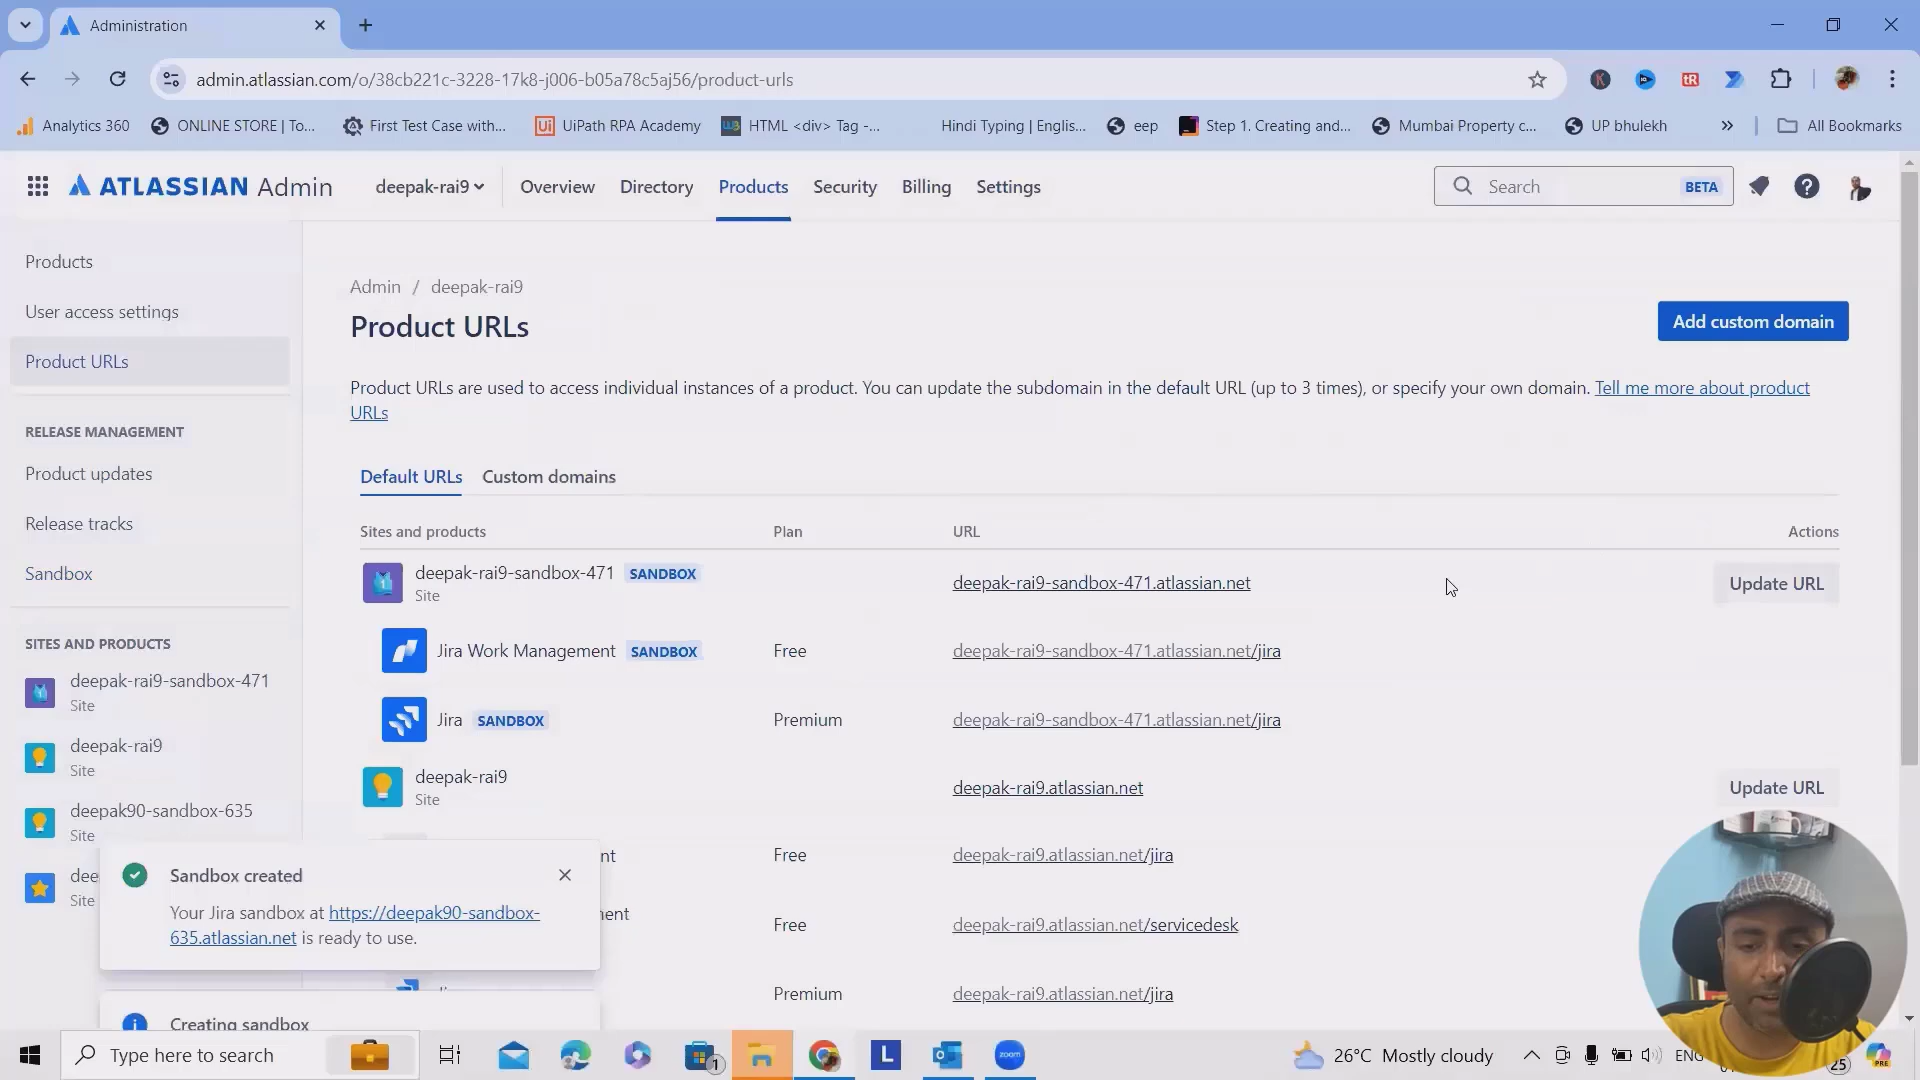 Administration
admin.atlassian.com/o/38cb221c-3228-17k8-j006-b05a78c5aj56/product-urls
Analytics 360
ONLINE STORE | To...
First Test Case with...
UiPath RPA Academy
HTML <div> Tag -...
Hindi Typing | Englis...
eep
Step 1. Creating and...
Mumbai Property c...
UP bhulekh
All Bookmarks
ATLASSIAN Admin
deepak-rai9
Overview
Directory
Products
Security
Billing
Settings
Search
BETA
Products
User access settings
Product URLs
RELEASE MANAGEMENT
Product updates
Release tracks
Sandbox
SITES AND PRODUCTS
deepak-rai9-sandbox-471
Site
deepak-rai9
Site
deepak90-sandbox-635
Site
dee
Site
Admin / deepak-rai9
Product URLs
Add custom domain
Product URLs are used to access individual instances of a product. You can update the subdomain in the default URL (up to 3 times), or specify your own domain. Tell me more about product
URLs
Default URLs
Custom domains
Sites and products
Plan
URL
Actions
deepak-rai9-sandbox-471 SANDBOX
Site
deepak-rai9-sandbox-471.atlassian.net
Update URL
Jira Work Management SANDBOX
Free
deepak-rai9-sandbox-471.atlassian.net/jira
Jira SANDBOX
Premium
deepak-rai9-sandbox-471.atlassian.net/jira
deepak-rai9
Site
deepak-rai9.atlassian.net
Update URL
nt
Free
deepak-rai9.atlassian.net/jira
Free
deepak-rai9.atlassian.net/servicedesk
Premium
deepak-rai9.atlassian.net/jira
Sandbox created
Your Jira sandbox at https://deepak90-sandbox-
635.atlassian.net is ready to use.
Creating sandbox
Type here to search
1
L
zoom
26°C Mostly cloudy
ENG
25
PRE